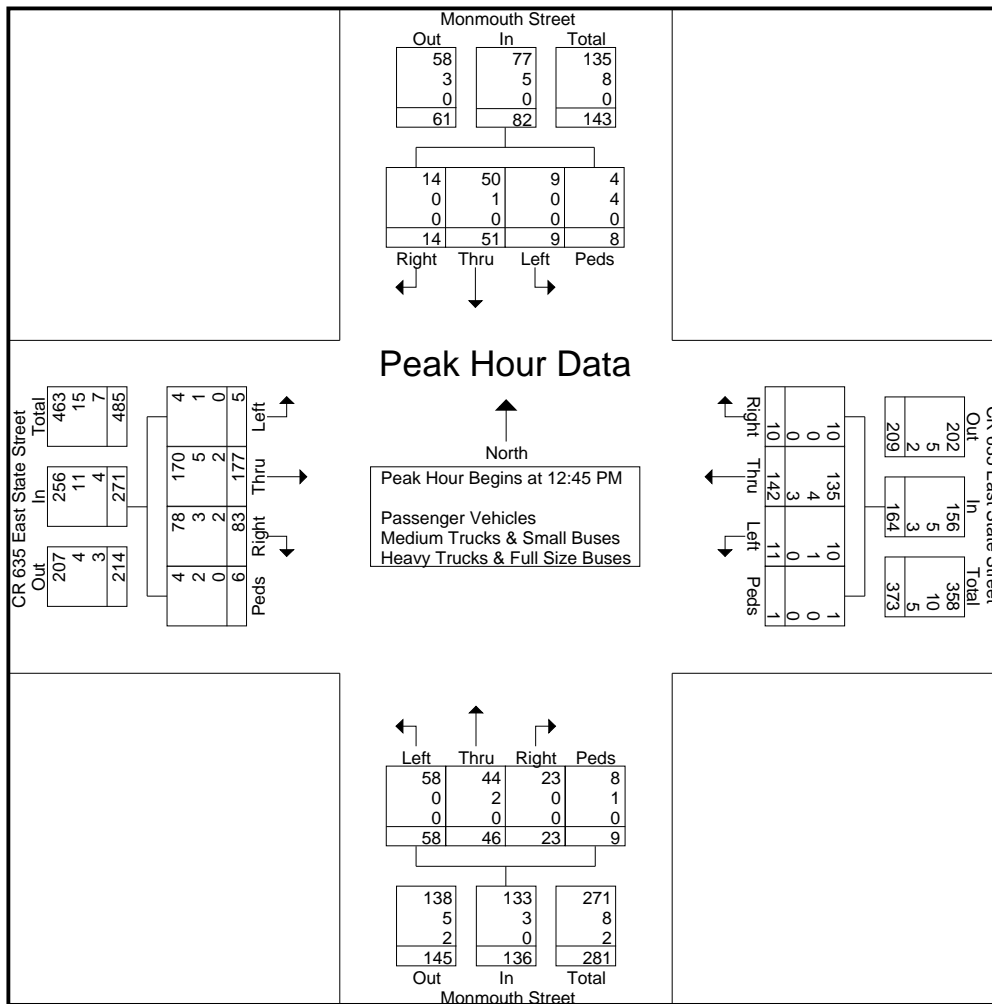 Monmouth Street
Out In Total
58 77 135
3 5 8
0 0 0
61 82 143
14 50 9 4
0 1 0 4
0 0 0 0
14 51 9 8
Right Thru Left Peds
Peak Hour Data
North
Peak Hour Begins at 12:45 PM
Passenger Vehicles
Medium Trucks & Small Buses
Heavy Trucks & Full Size Buses
CR 635 East State Street
Out In Total
207 256 463
4 11 15
3 4 7
214 271 485
Left Thru Right Peds
4 170 78 4
1 5 3 2
0 2 2 0
5 177 83 6
Right Thru Left Peds
10 135 10 1
0 4 1 0
0 3 0 0
10 142 11 1
CR 635 East State Street
Out In Total
202 156 358
5 5 10
2 3 5
209 164 373
Left Thru Right Peds
58 44 23 8
0 2 0 1
0 0 0 0
58 46 23 9
138 133 271
5 3 8
2 0 2
145 136 281
Out In Total
Monmouth Street